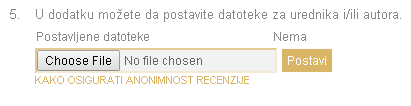 5. U dodatku možete da postavite datoteke za urednika i/ili autora.
Postavljene datoteke Nema
Choose File No file chosen Postavi
KAKO OSIGURATI ANONIMNOST RECENZIJE